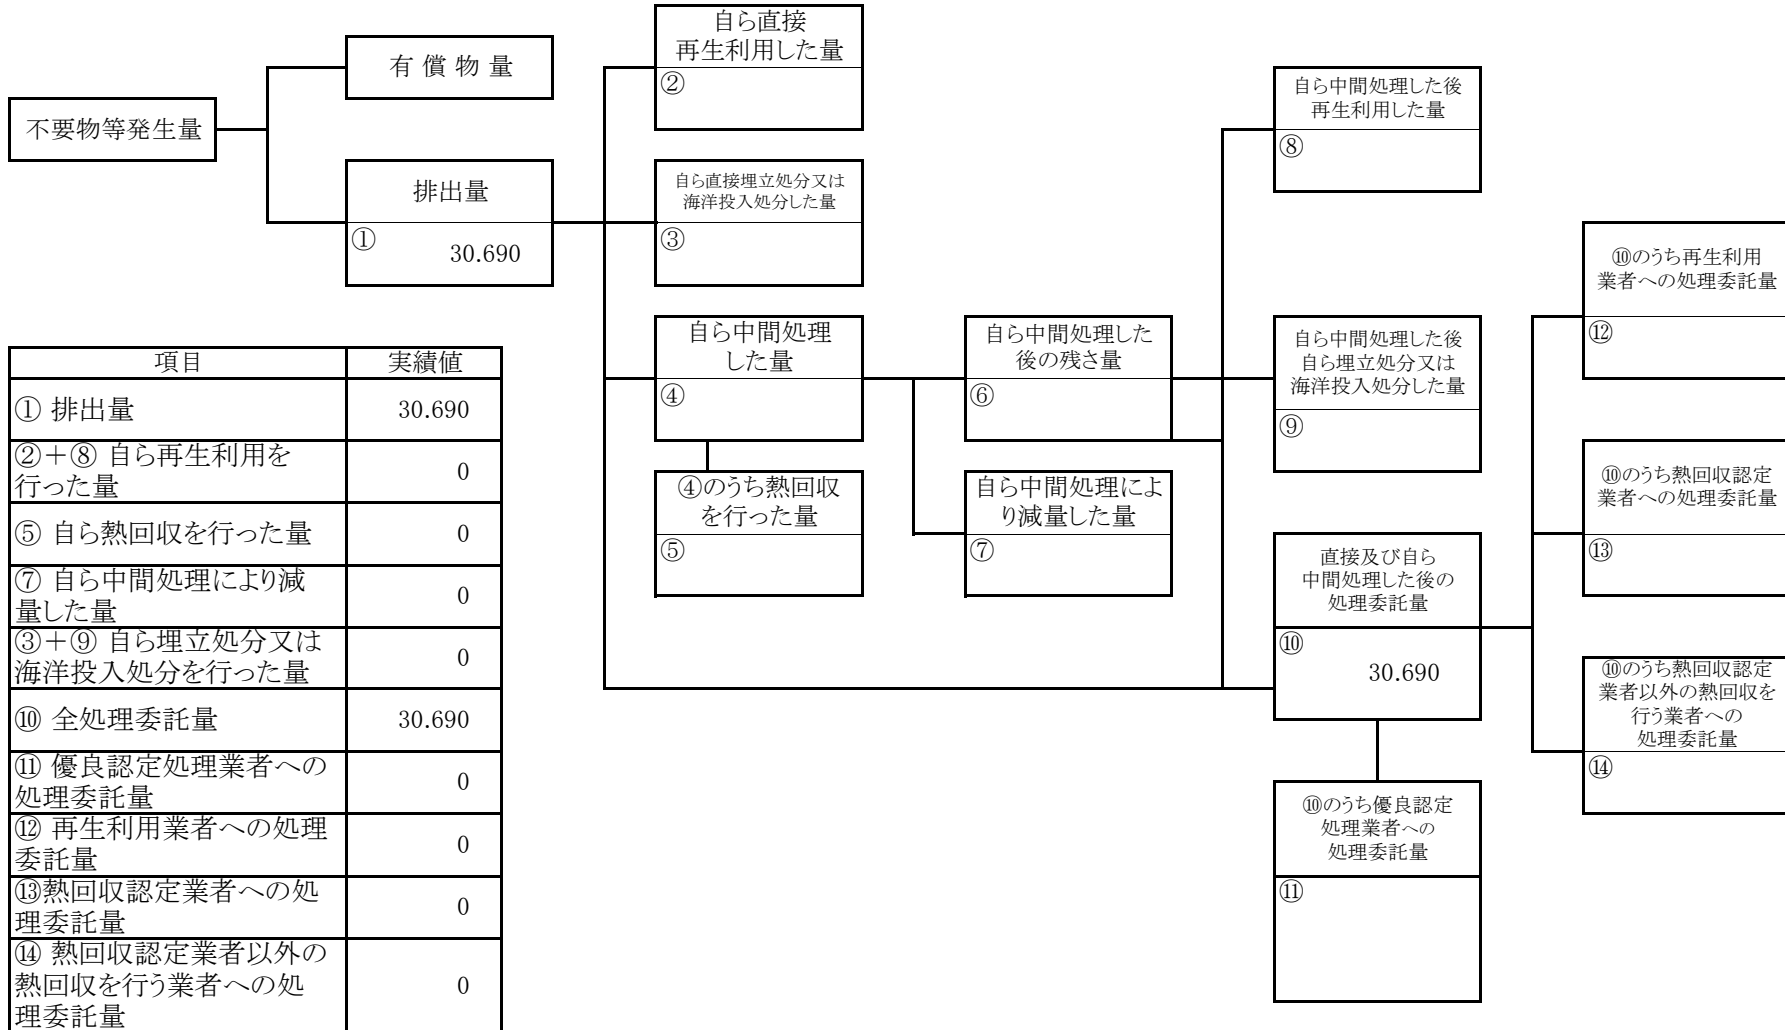 不要物等発生量
有 償 物 量
排出量
①
30.690
自ら直接
再生利用した量
②
自ら直接埋立処分又は
海洋投入処分した量
③
自ら中間処理
した量
④
④のうち熱回収
を行った量
⑤
自ら中間処理した
後の残さ量
⑥
自ら中間処理によ
り減量した量
⑦
自ら中間処理した後
再生利用した量
⑧
自ら中間処理した後
自ら埋立処分又は
海洋投入処分した量
⑨
直接及び自ら
中間処理した後の
処理委託量
⑩
30.690
⑩のうち優良認定
処理業者への
処理委託量
⑪
⑩のうち再生利用
業者への処理委託量
⑫
⑩のうち熱回収認定
業者への処理委託量
⑬
⑩のうち熱回収認定
業者以外の熱回収を
行う業者への
処理委託量
⑭
項目 実績値
① 排出量 30.690
②＋⑧ 自ら再生利用を
行った量 0
⑤ 自ら熱回収を行った量 0
⑦ 自ら中間処理により減
量した量 0
③＋⑨ 自ら埋立処分又は
海洋投入処分を行った量 0
⑩ 全処理委託量 30.690
⑪ 優良認定処理業者への
処理委託量 0
⑫ 再生利用業者への処理
委託量 0
⑬熱回収認定業者への処
理委託量 0
⑭ 熱回収認定業者以外の
熱回収を行う業者への処
理委託量 0